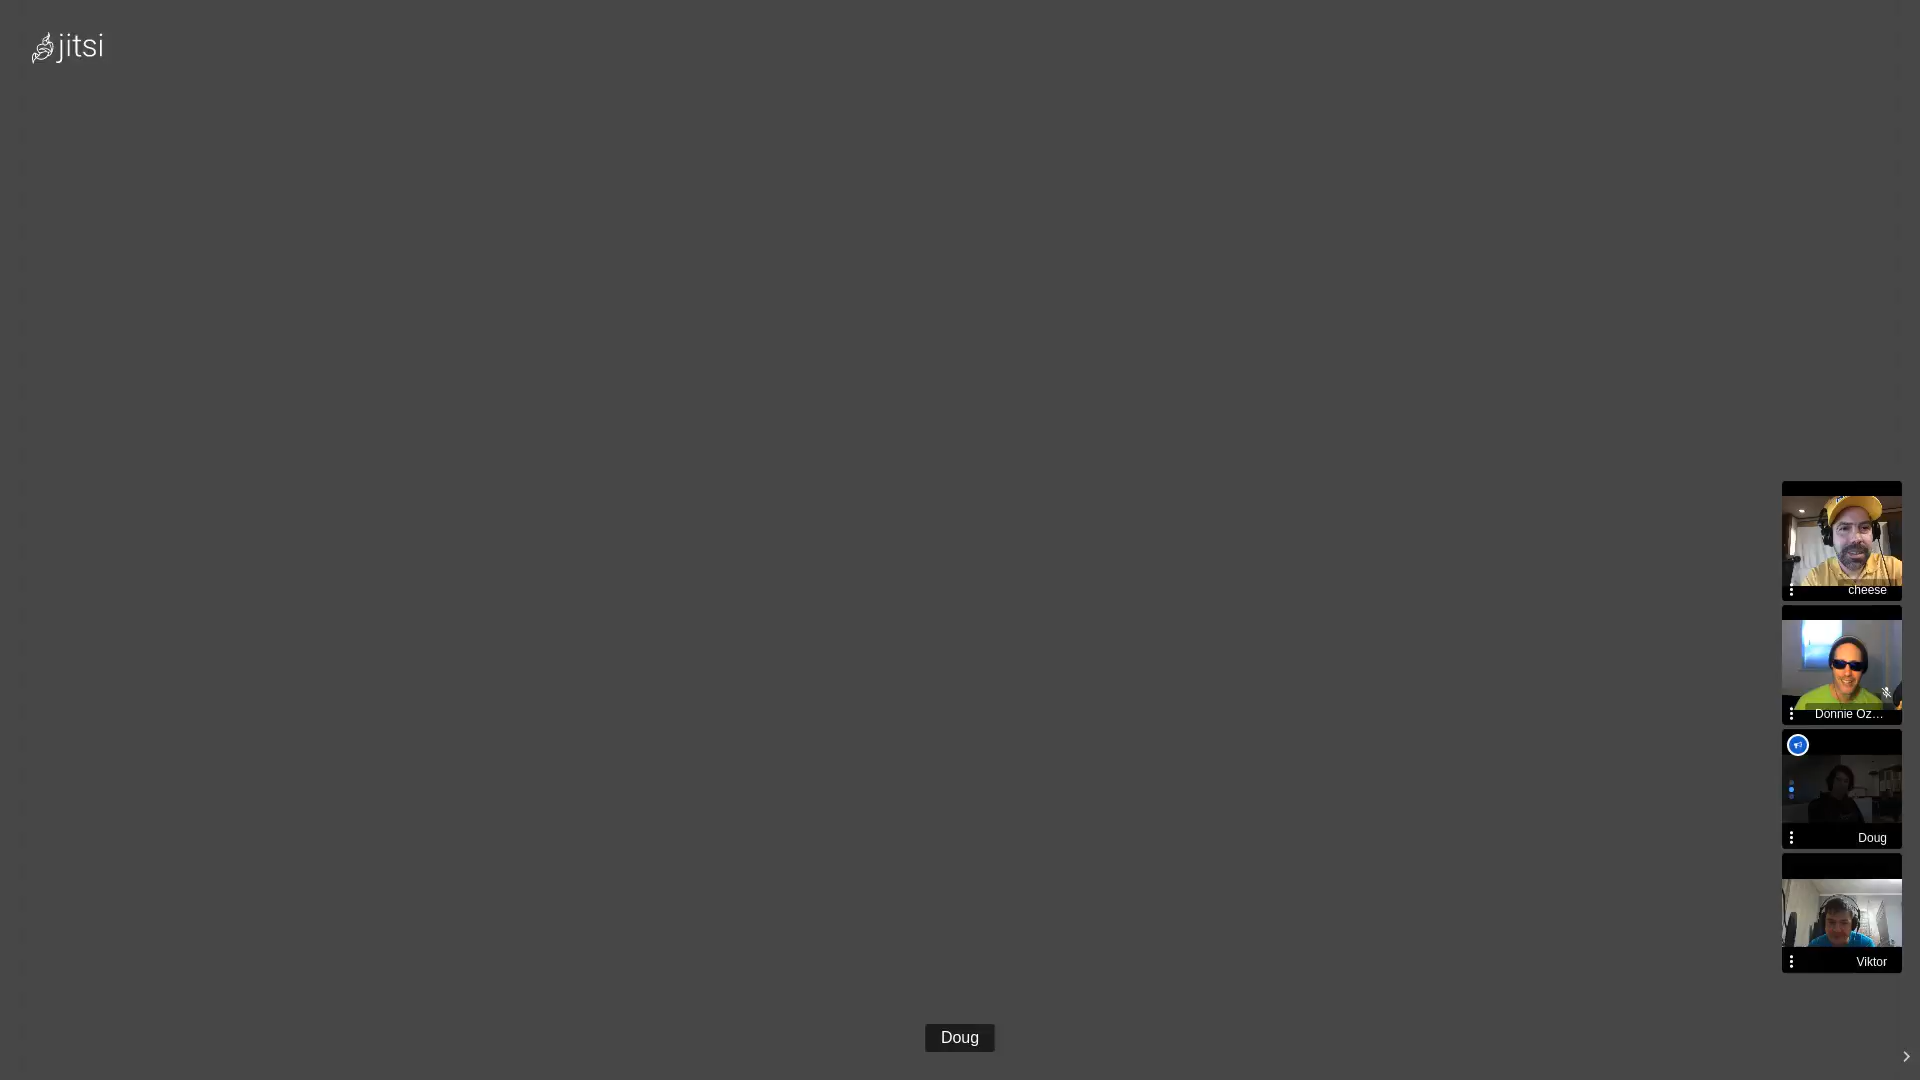 jitsi
cheese
Donnie Oz...
Doug
Viktor
Doug